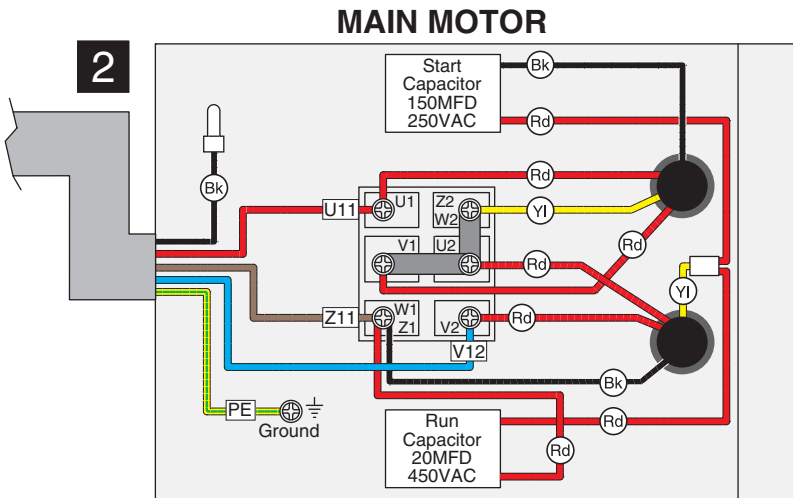 MAIN MOTOR
2
Start
Capacitor
150MFD
250VAC
Bk
Rd
Bk
Rd
U11
U1
Z2
W2
Yl
V1
U2
Rd
Rd
Yl
Z11
W1
Z1
V2
Rd
V12
Bk
PE
Ground
Run
Capacitor
20MFD
450VAC
Rd
Rd